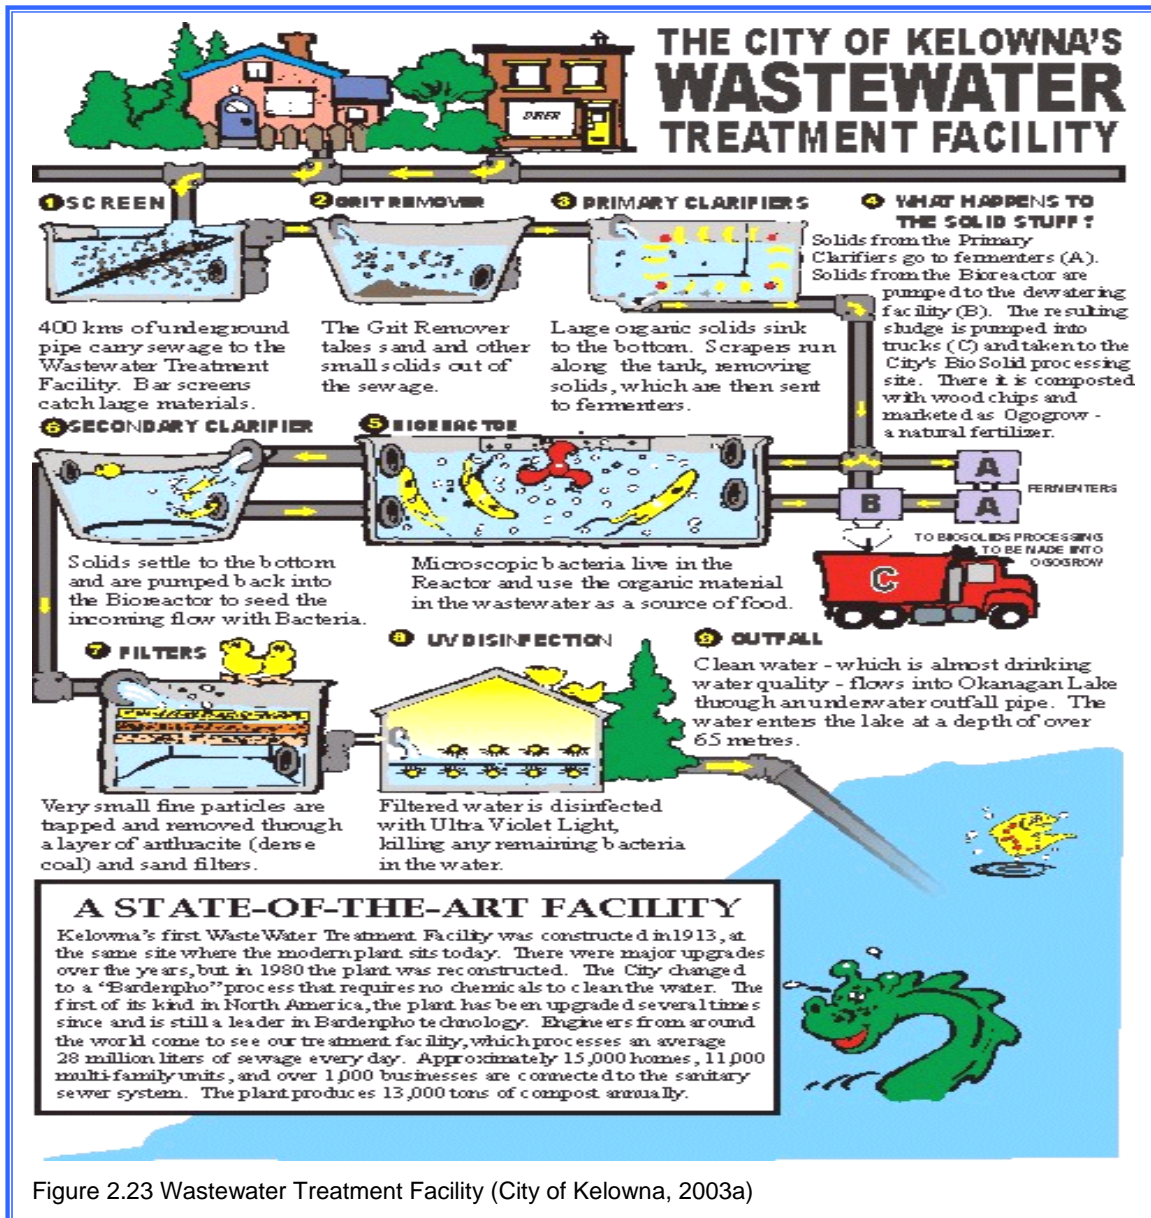 THE CITY OF KELOWNA'S
WASTEWATER
TREATMENT FACILITY
DINER
1 SCREEN
400 kms of underground
pipe carry sewage to the
Wastewater Treatment
Facility. Bar screens
catch large materials.
2 GRIT REMOVER
The Grit Remover
takes sand and other
small solids out of
the sewage.
3 PRIMARY CLARIFIERS
Large organic solids sink
to the bottom. Scrapers run
along the tank, removing
solids, which are then sent
to fermenters.
4 WHAT HAPPENS TO
THE SOLID STUFF?
Solids from the Primary
Clarifiers go to fermenters (A).
Solids from the Bioreactor are
pumped to the dewatering
facility (B). The resulting
sludge is pumped into
trucks (C) and taken to the
City's BioSolid processing
site. There it is composted
with wood chips and
marketed as Ogogrow -
a natural fertilizer.
A
A
FERMENTERS
B
TO BIOSOLIDS PROCESSING
TO BE MADE INTO
OGOGROW
C
5 BIOREACTOR
Microscopic bacteria live in the
Reactor and use the organic material
in the wastewater as a source of food.
6 SECONDARY CLARIFIER
Solids settle to the bottom
and are pumped back into
the Bioreactor to seed the
incoming flow with Bacteria.
7 FILTERS
Very small fine particles are
trapped and removed through
a layer of anthracite (dense
coal) and sand filters.
8 UV DISINFECTION
Filtered water is disinfected
with Ultra Violet Light,
killing any remaining bacteria
in the water.
9 OUTFALL
Clean water - which is almost drinking
water quality - flows into Okanagan Lake
through an underwater outfall pipe. The
water enters the lake at a depth of over
65 metres.
A STATE-OF-THE-ART FACILITY
Kelowna's first WasteWater Treatment Facility was constructed in 1913, at
the same site where the modern plant sits today. There were major upgrades
over the years, but in 1980 the plant was reconstructed. The City changed
to a "Bardenpho" process that requires no chemicals to clean the water. The
first of its kind in North America, the plant has been upgraded several times
since and is still a leader in Bardenpho technology. Engineers from around
the world come to see our treatment facility, which processes an average
28 million liters of sewage every day. Approximately 15,000 homes, 11,000
multi-family units, and over 1,000 businesses are connected to the sanitary
sewer system. The plant produces 13,000 tons of compost annually.
Figure 2.23 Wastewater Treatment Facility (City of Kelowna, 2003a)